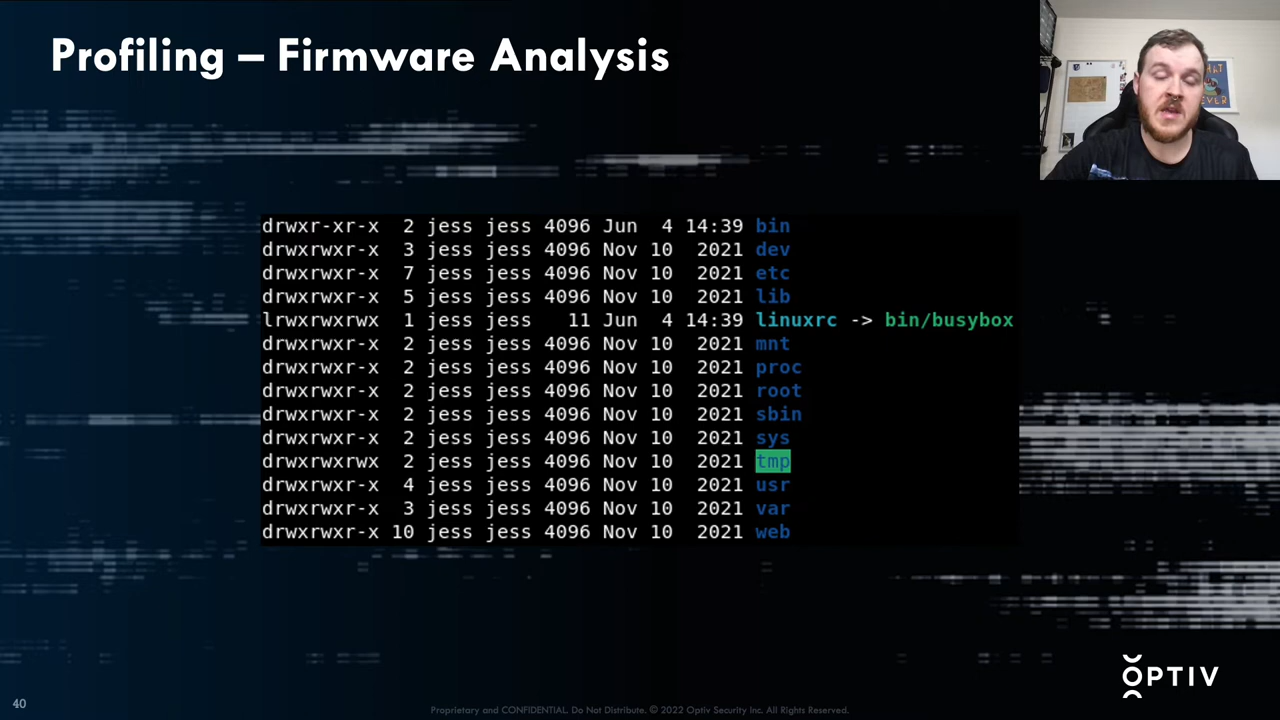 Profiling – Firmware Analysis
drwxr-xr-x 2 jess jess 4096 Jun 4 14:39 bin
drwxrwxr-x 3 jess jess 4096 Nov 10 2021 dev
drwxrwxr-x 7 jess jess 4096 Nov 10 2021 etc
drwxrwxr-x 5 jess jess 4096 Nov 10 2021 lib
lrwxrwxrwx 1 jess jess 11 Jun 4 14:39 linuxrc -> bin/busybox
drwxrwxr-x 2 jess jess 4096 Nov 10 2021 mnt
drwxrwxr-x 2 jess jess 4096 Nov 10 2021 proc
drwxrwxr-x 2 jess jess 4096 Nov 10 2021 root
drwxrwxr-x 2 jess jess 4096 Nov 10 2021 sbin
drwxrwxr-x 2 jess jess 4096 Nov 10 2021 sys
drwxrwxrwx 2 jess jess 4096 Nov 10 2021 tmp
drwxrwxr-x 4 jess jess 4096 Nov 10 2021 usr
drwxrwxr-x 3 jess jess 4096 Nov 10 2021 var
drwxrwxr-x 10 jess jess 4096 Nov 10 2021 web
OPTIV
40
Proprietary and CONFIDENTIAL. Do Not Distribute. © 2022 Optiv Security Inc. All Rights Reserved.